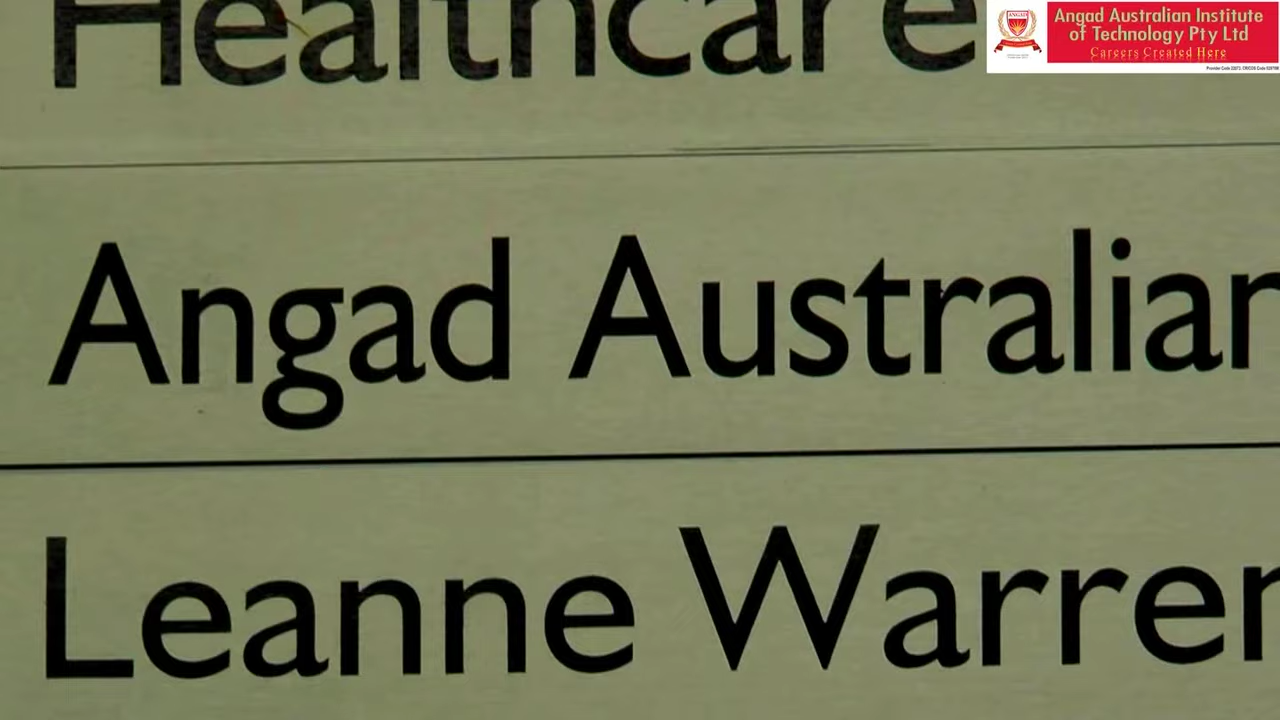 Healthcare
Angad Australian Institute
of Technology Pty Ltd
Careers Created Here
Angad Australian
Leanne Warren